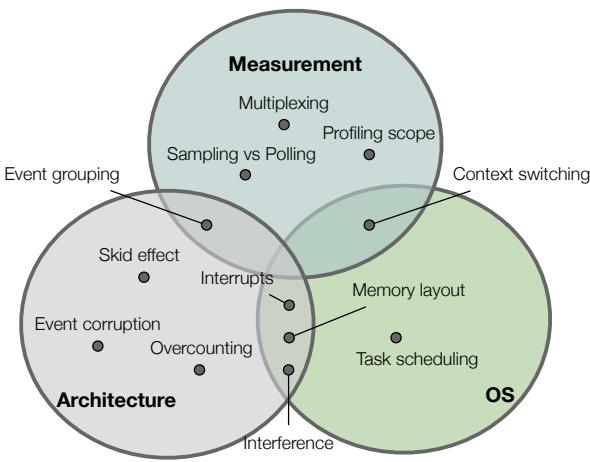 Measurement
Multiplexing
Profiling scope
Sampling vs Polling
Event grouping
Context switching
Skid effect
Interrupts
Memory layout
Event corruption
Overcounting
Task scheduling
Architecture
OS
Interference